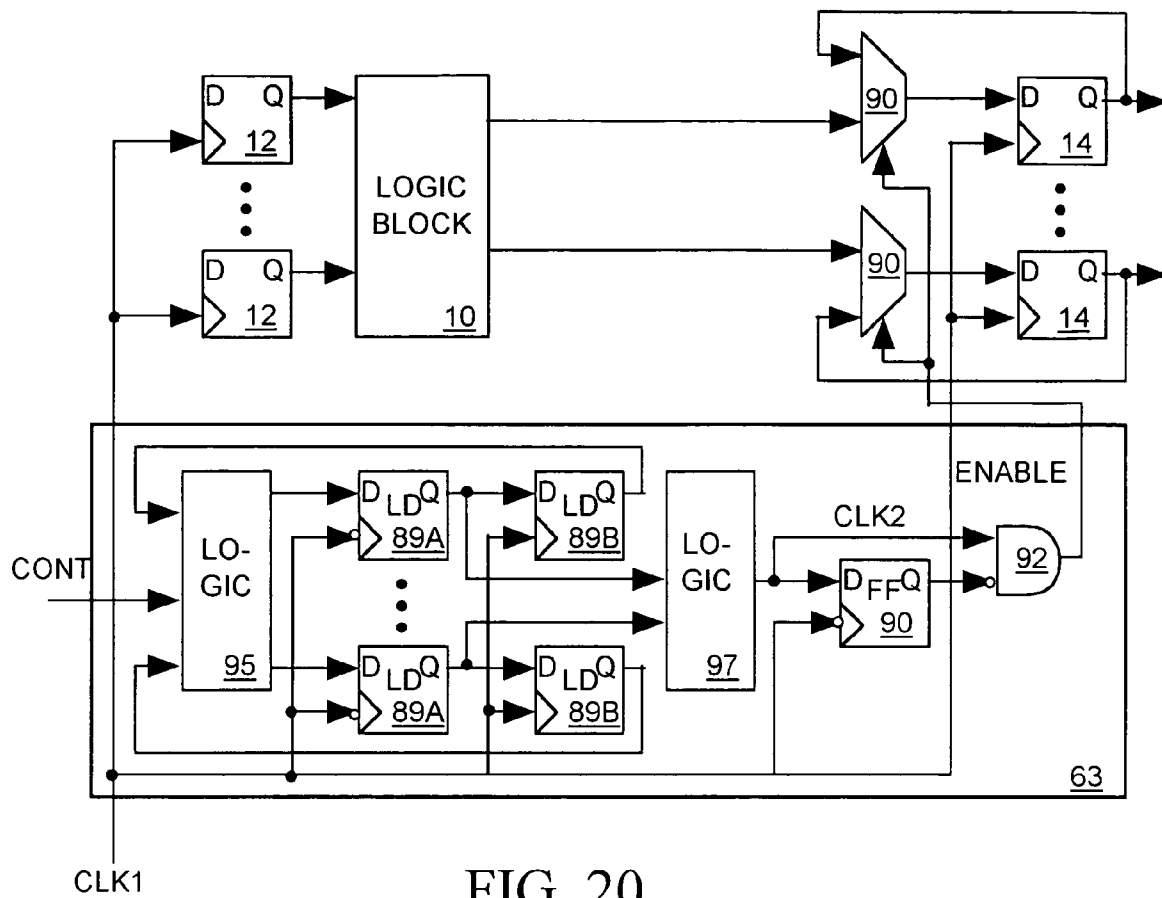 D Q
12
D Q
12
LOGIC
BLOCK
10
90
90
D Q
14
D Q
14
CONT
LO-
GIC
95
D LD Q
89A
D LD Q
89B
D LD Q
89A
D LD Q
89B
LO-
GIC
97
ENABLE
CLK2
D FF Q
90
92
63
CLK1
FIG. 20